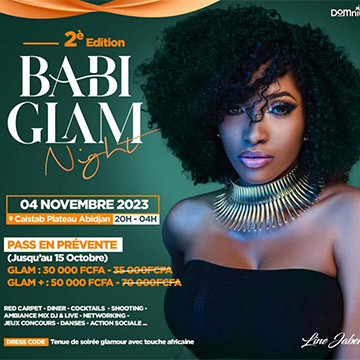 2è Edition
BABI
GLAM
Night
04 NOVEMBRE 2023
Caistab Plateau Abidjan 20H - 04H
PASS EN PRÉVENTE
(Jusqu'au 15 Octobre)
GLAM : 30 000 FCFA - 35 000FCFA
GLAM + : 50 000 FCFA - 70 000FCFA
RED CARPET - DINER - COCKTAILS - SHOOTING -
AMBIANCE MIX DJ & LIVE - NETWORKING -
JEUX CONCOURS - DANSES - ACTION SOCIALE ...
DRESS CODE : Tenue de soirée glamour avec touche africaine
Line Jaber